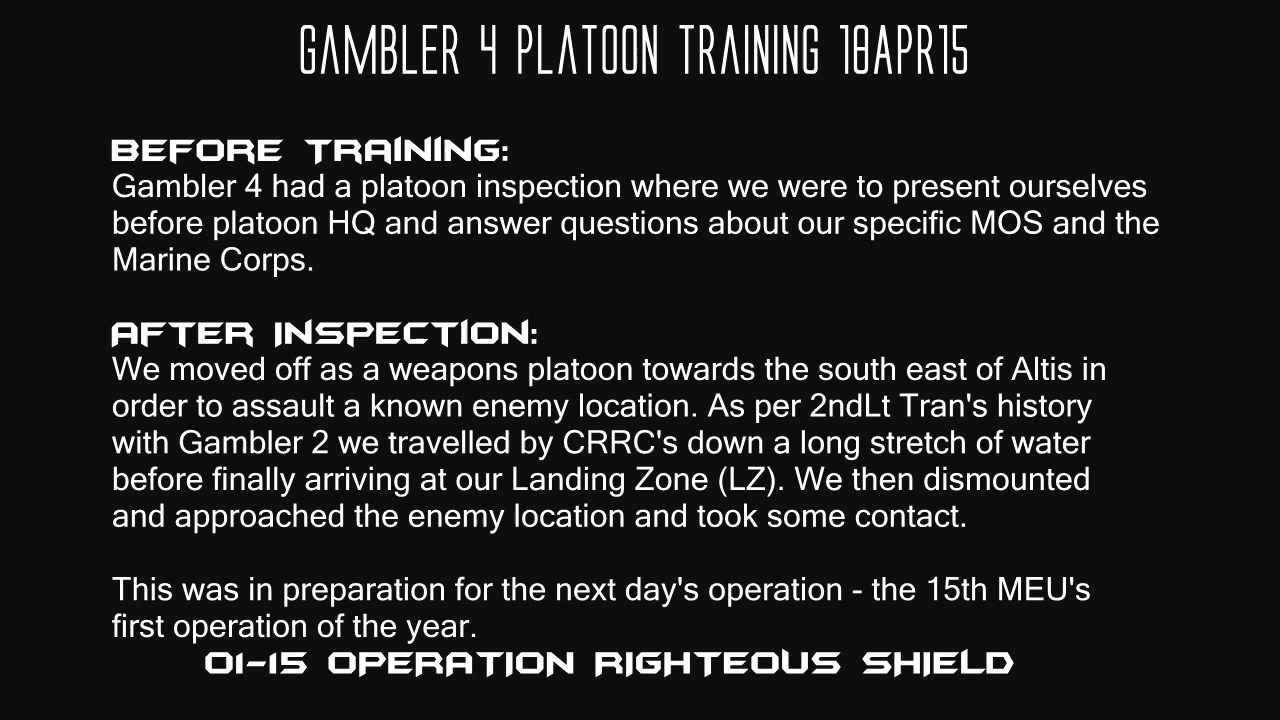 GAMBLER 4 PLATOON TRAINING 18APR15
BEFORE TRAINING:
Gambler 4 had a platoon inspection where we were to present ourselves
before platoon HQ and answer questions about our specific MOS and the
Marine Corps.
AFTER INSPECTION:
We moved off as a weapons platoon towards the south east of Altis in
order to assault a known enemy location. As per 2ndLt Tran's history
with Gambler 2 we travelled by CRRC's down a long stretch of water
before finally arriving at our Landing Zone (LZ). We then dismounted
and approached the enemy location and took some contact.
This was in preparation for the next day's operation - the 15th MEU's
first operation of the year.
01-15 OPERATION RIGHTEOUS SHIELD